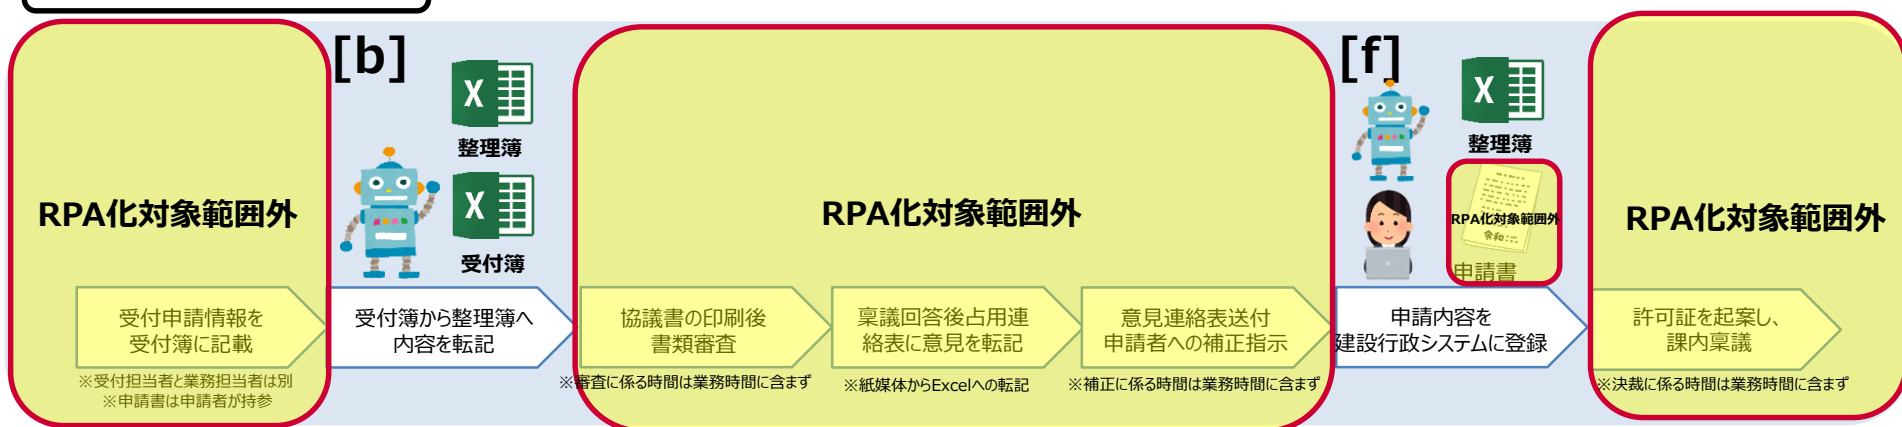 RPA化対象範囲外
受付申請情報を
受付簿に記載
※受付担当者と業務担当者は別
※申請書は申請者が持参
[b]
X
整理簿
X
受付簿
受付簿から整理簿へ
内容を転記
RPA化対象範囲外
協議書の印刷後
書類審査
※審査に係る時間は業務時間に含まず
稟議回答後占用連
絡表に意見を転記
※紙媒体からExcelへの転記
意見連絡表送付
申請者への補正指示
※補正に係る時間は業務時間に含まず
[f]
X
整理簿
RPA化対象範囲外
令和
申請書
申請内容を
建設行政システムに登録
RPA化対象範囲外
許可証を起案し、
課内稟議
※決裁に係る時間は業務時間に含まず